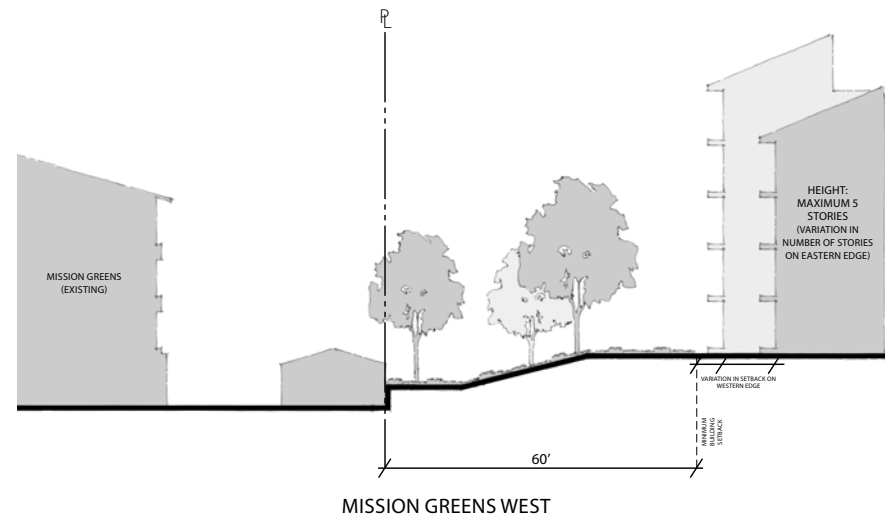 PL
MISSION GREENS
(EXISTING)
HEIGHT:
MAXIMUM 5
STORIES
(VARIATION IN
NUMBER OF STORIES
ON EASTERN EDGE)
VARIATION IN SETBACK ON
WESTERN EDGE
MINIMUM
BUILDING
SETBACK
60’
MISSION GREENS WEST